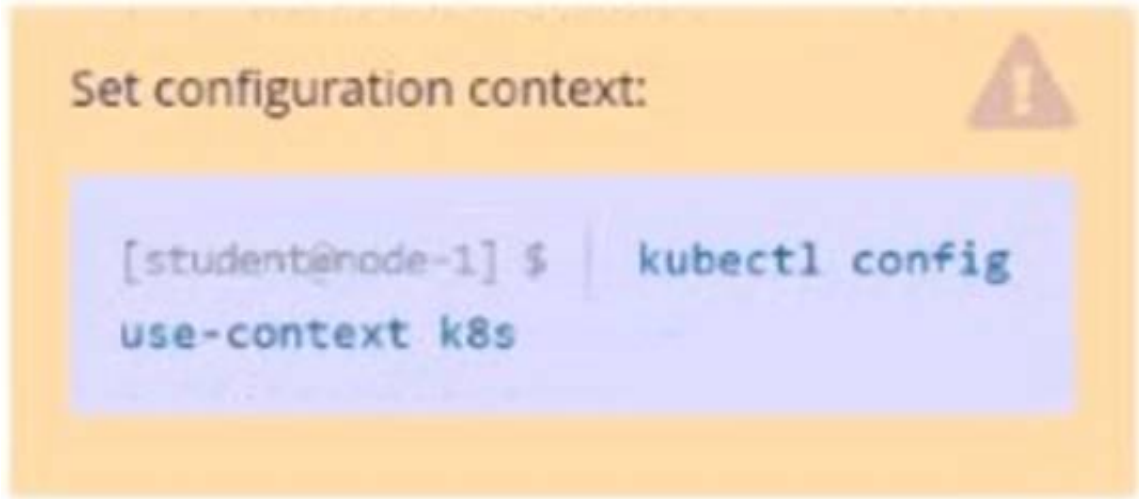 Set configuration context:
[student@node-1] $ | kubectl config
use-context k8s